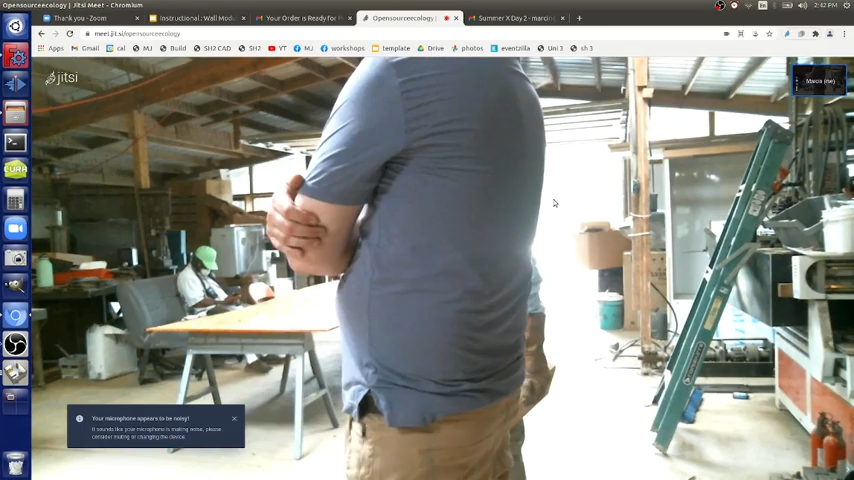 Opensourceecology | Jitsi Meet - Chromium
En
2:42 PM
Thank you - Zoom
Instructional : Wall Modu
Your Order is Ready for P
Opensourceecology | Jits
Summer X Day 2 - marcin
meet.jit.si/opensourceecology
Apps
cal
MJ
Build
SH2 CAD
SH2
YT
MJ
workshops
template
Drive
photos
eventzilla
Uni 3
sh 3
jitsi
Marcin (me)
CURA
Your microphone appears to be noisy!
It sounds like your microphone is making noise, please
consider muting or changing the device.